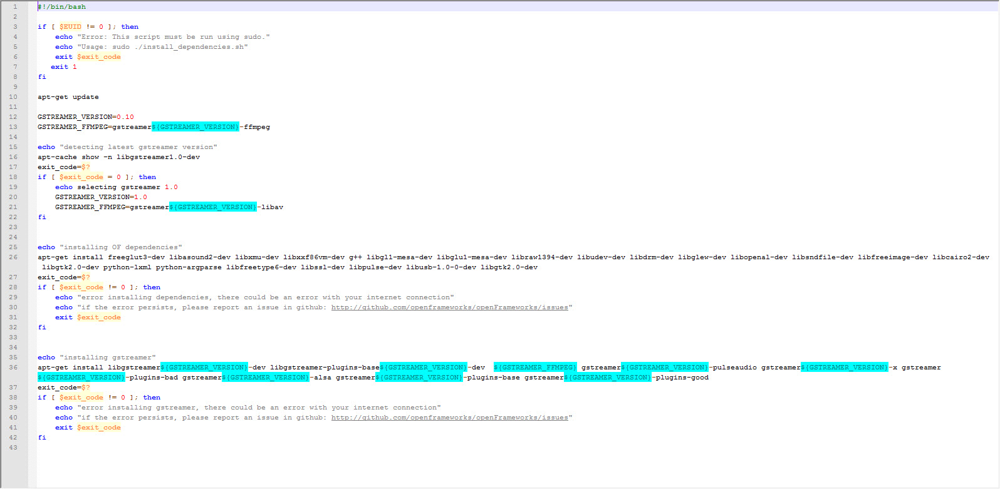 1 #!/bin/bash
2
3 if [ $EUID != 0 ]; then
4     echo "Error: This script must be run using sudo."
5     echo "Usage: sudo ./install_dependencies.sh"
6     exit $exit_code
7    exit 1
8 fi
9
10 apt-get update
11
12 GSTREAMER_VERSION=0.10
13 GSTREAMER_FFMPEG=gstreamer${GSTREAMER_VERSION}-ffmpeg
14
15 echo "detecting latest gstreamer version"
16 apt-cache show -n libgstreamer1.0-dev
17 exit_code=$?
18 if [ $exit_code = 0 ]; then
19     echo selecting gstreamer 1.0
20     GSTREAMER_VERSION=1.0
21     GSTREAMER_FFMPEG=gstreamer${GSTREAMER_VERSION}-libav
22 fi
23
24
25 echo "installing OF dependencies"
26 apt-get install freeglut3-dev libasound2-dev libxmu-dev libxxf86vm-dev g++ libgl1-mesa-dev libglu1-mesa-dev libraw1394-dev libudev-dev libdrm-dev libglew-dev libopenal-dev libsndfile-dev libfreeimage-dev libcairo2-dev
libgtk2.0-dev python-lxml python-argparse libfreetype6-dev libssl-dev libpulse-dev libusb-1.0-0-dev libgtk2.0-dev
27 exit_code=$?
28 if [ $exit_code != 0 ]; then
29     echo "error installing dependencies, there could be an error with your internet connection"
30     echo "if the error persists, please report an issue in github: http://github.com/openframeworks/openFrameworks/issues"
31     exit $exit_code
32 fi
33
34
35 echo "installing gstreamer"
36 apt-get install libgstreamer${GSTREAMER_VERSION}-dev libgstreamer-plugins-base${GSTREAMER_VERSION}-dev  ${GSTREAMER_FFMPEG} gstreamer${GSTREAMER_VERSION}-pulseaudio gstreamer${GSTREAMER_VERSION}-x gstreamer
${GSTREAMER_VERSION}-plugins-bad gstreamer${GSTREAMER_VERSION}-alsa gstreamer${GSTREAMER_VERSION}-plugins-base gstreamer${GSTREAMER_VERSION}-plugins-good
37 exit_code=$?
38 if [ $exit_code != 0 ]; then
39     echo "error installing gstreamer, there could be an error with your internet connection"
40     echo "if the error persists, please report an issue in github: http://github.com/openframeworks/openFrameworks/issues"
41     exit $exit_code
42 fi
43